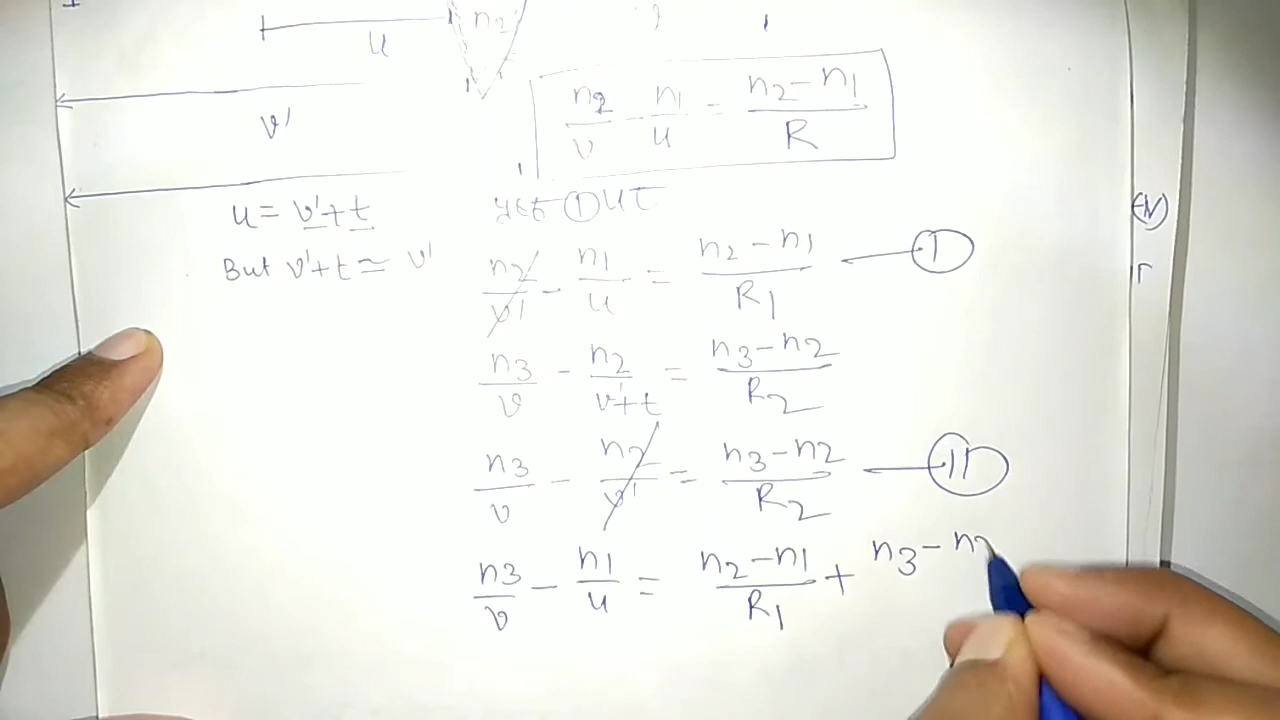 n2
u
v'
n2/v - n1/u = n2-n1/R
u = v'+t
But v'+t ≃ v'
n2/v' - n1/u = n2-n1/R1 — I
n3/v - n2/v'+t = n3-n2/R2
n3/v - n2/v' = n3-n2/R2 — II
n3/v - n1/u = n2-n1/R1 + n3-n2